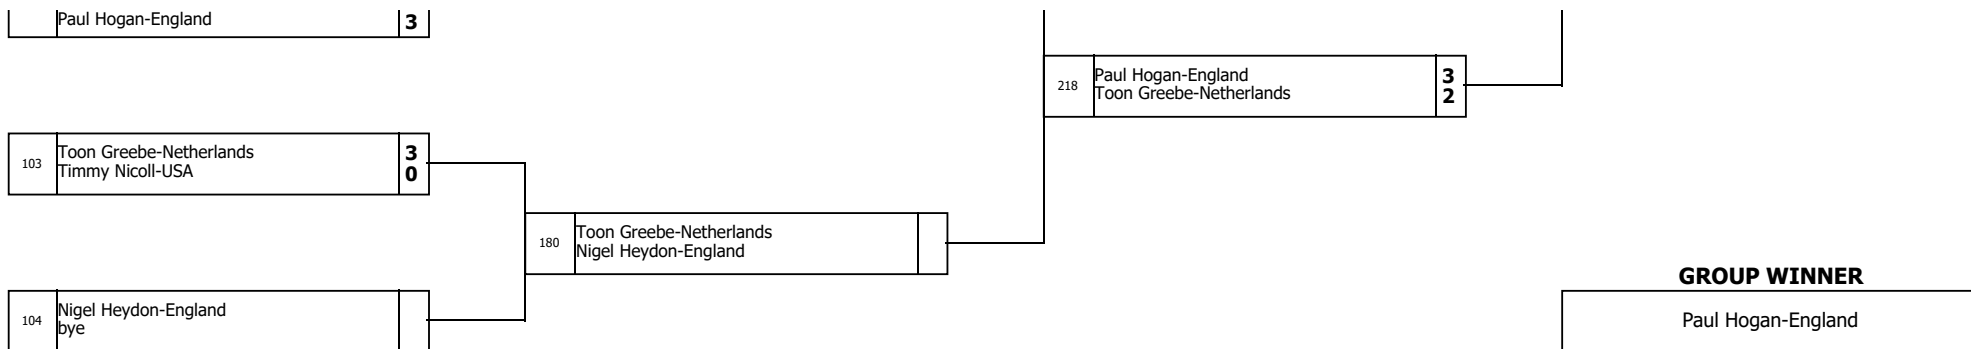 Paul Hogan-England 3
218 Paul Hogan-England 3
Toon Greebe-Netherlands 2
103 Toon Greebe-Netherlands 3
Timmy Nicoll-USA 0
180 Toon Greebe-Netherlands
Nigel Heydon-England
104 Nigel Heydon-England
bye
GROUP WINNER
Paul Hogan-England